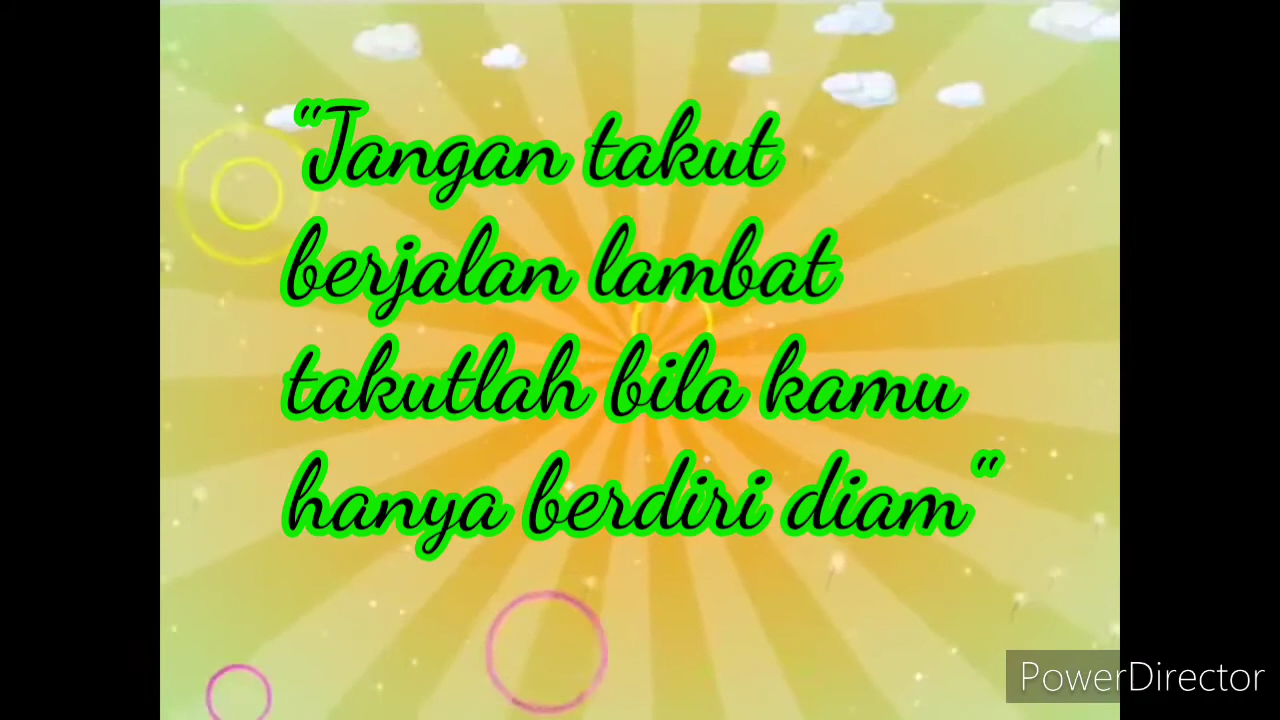 “Jangan takut
berjalan lambat
takutlah bila kamu
hanya berdiri diam“
PowerDirector